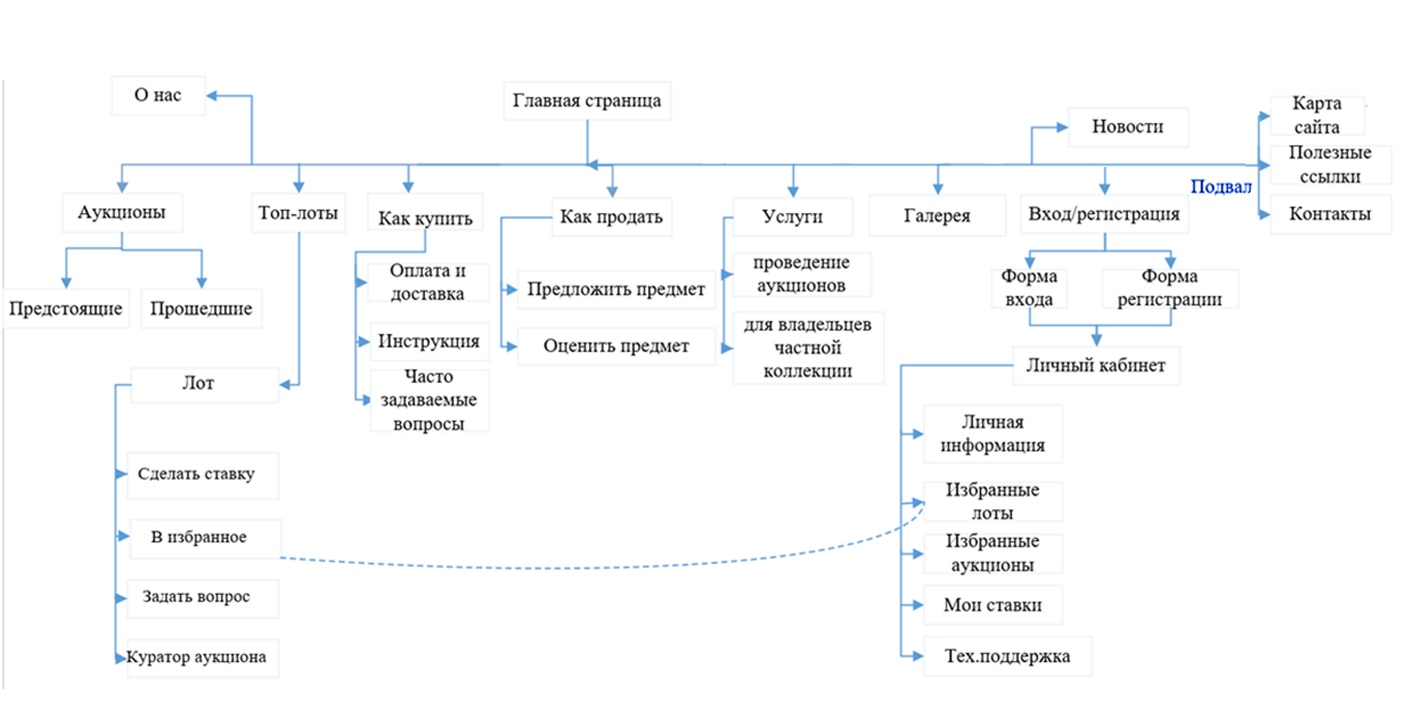 О нас
Главная страница
Новости
Карта
сайта
Полезные
ссылки
Подвал
Контакты
Аукционы
Топ-лоты
Как купить
Как продать
Услуги
Галерея
Вход/регистрация
Предстоящие
Прошедшие
Оплата и
доставка
Инструкция
Часто
задаваемые
вопросы
Предложить предмет
Оценить предмет
проведение
аукционов
для владельцев
частной
коллекции
Форма
входа
Форма
регистрации
Личный кабинет
Лот
Сделать ставку
В избранное
Задать вопрос
Куратор аукциона
Личная
информация
Избранные
лоты
Избранные
аукционы
Мои ставки
Тех.поддержка